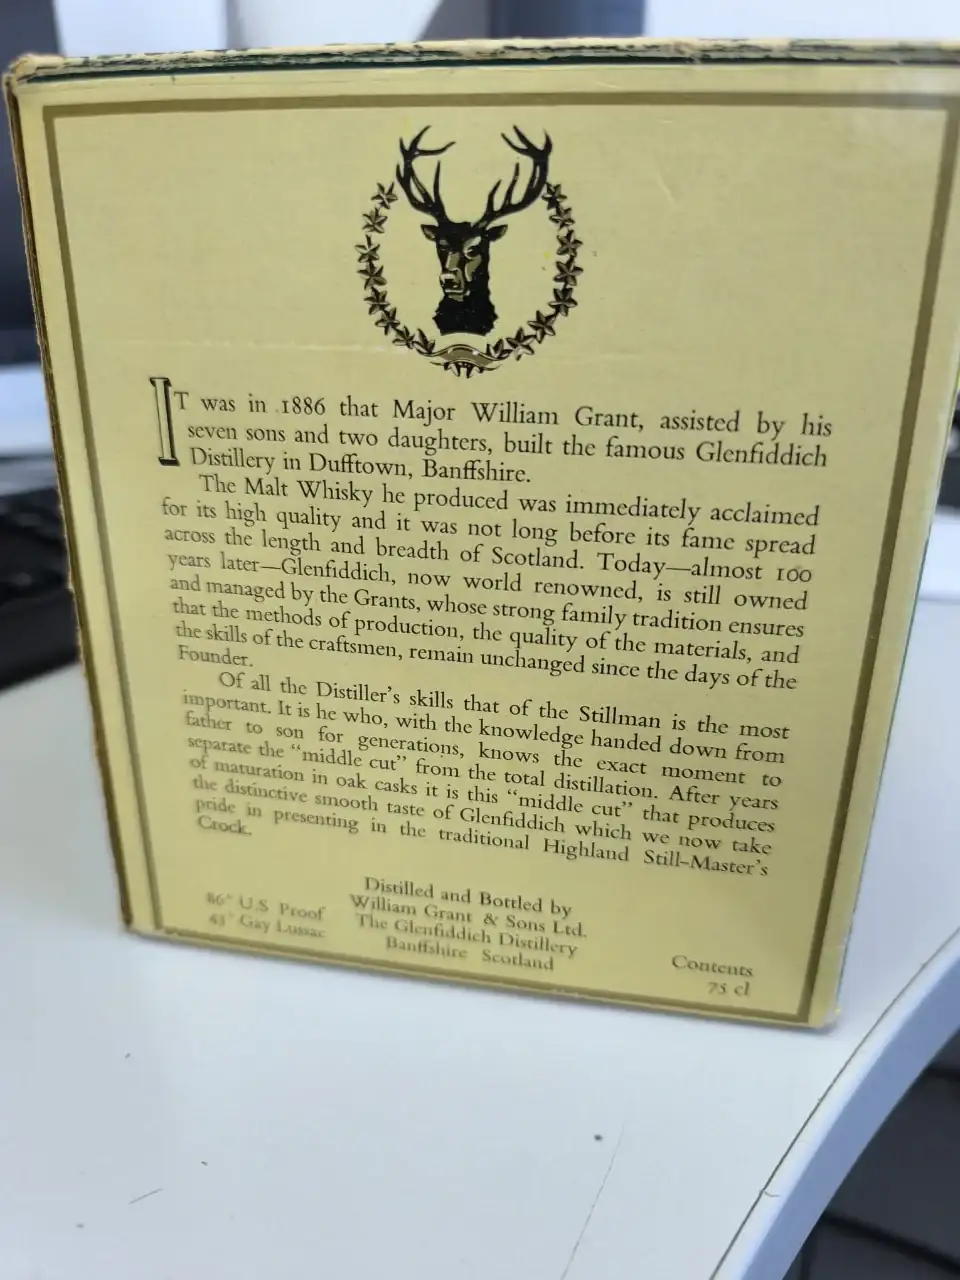 IT was in 1886 that Major William Grant, assisted by his
seven sons and two daughters, built the famous Glenfiddich
Distillery in Dufftown, Banffshire.
The Malt Whisky he produced was immediately acclaimed
for its high quality and it was not long before its fame spread
across the length and breadth of Scotland. Today—almost 100
years later—Glenfiddich, now world renowned, is still owned
and managed by the Grants, whose strong family tradition ensures
that the methods of production, the quality of the materials, and
the skills of the craftsmen, remain unchanged since the days of the
Founder.
Of all the Distiller's skills that of the Stillman is the most
important. It is he who, with the knowledge handed down from
father to son for generations, knows the exact moment to
separate the "middle cut" from the total distillation. After years
of maturation in oak casks it is this "middle cut" that produces
the distinctive smooth taste of Glenfiddich which we now take
pride in presenting in the traditional Highland Still-Master's
Crock.
86° U.S Proof
43° Gay Lussac
Distilled and Bottled by
William Grant & Sons Ltd.
The Glenfiddich Distillery
Banffshire Scotland
Contents
75 cl